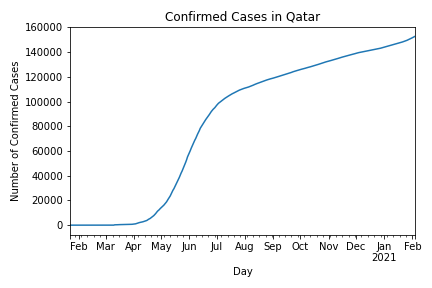 Confirmed Cases in Qatar
160000
140000
120000
100000
80000
60000
40000
20000
0
Number of Confirmed Cases
Feb Mar Apr May Jun Jul Aug Sep Oct Nov Dec Jan Feb
2021
Day